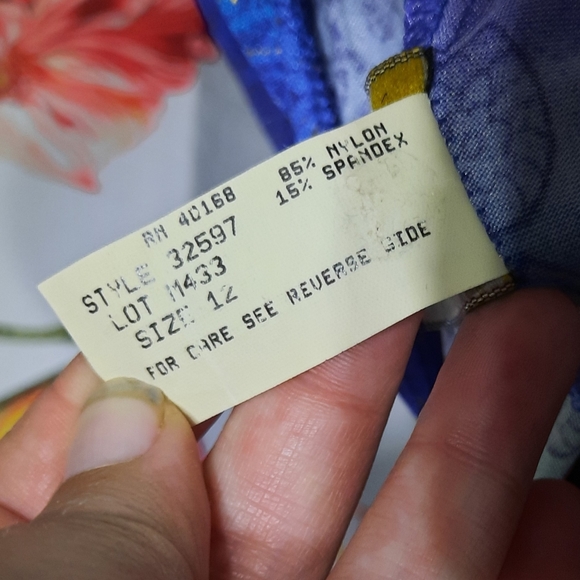 RN 40168
85% NYLON
15% SPANDEX
STYLE 32597
LOT M433
SIZE 12
FOR CARE SEE REVERSE SIDE